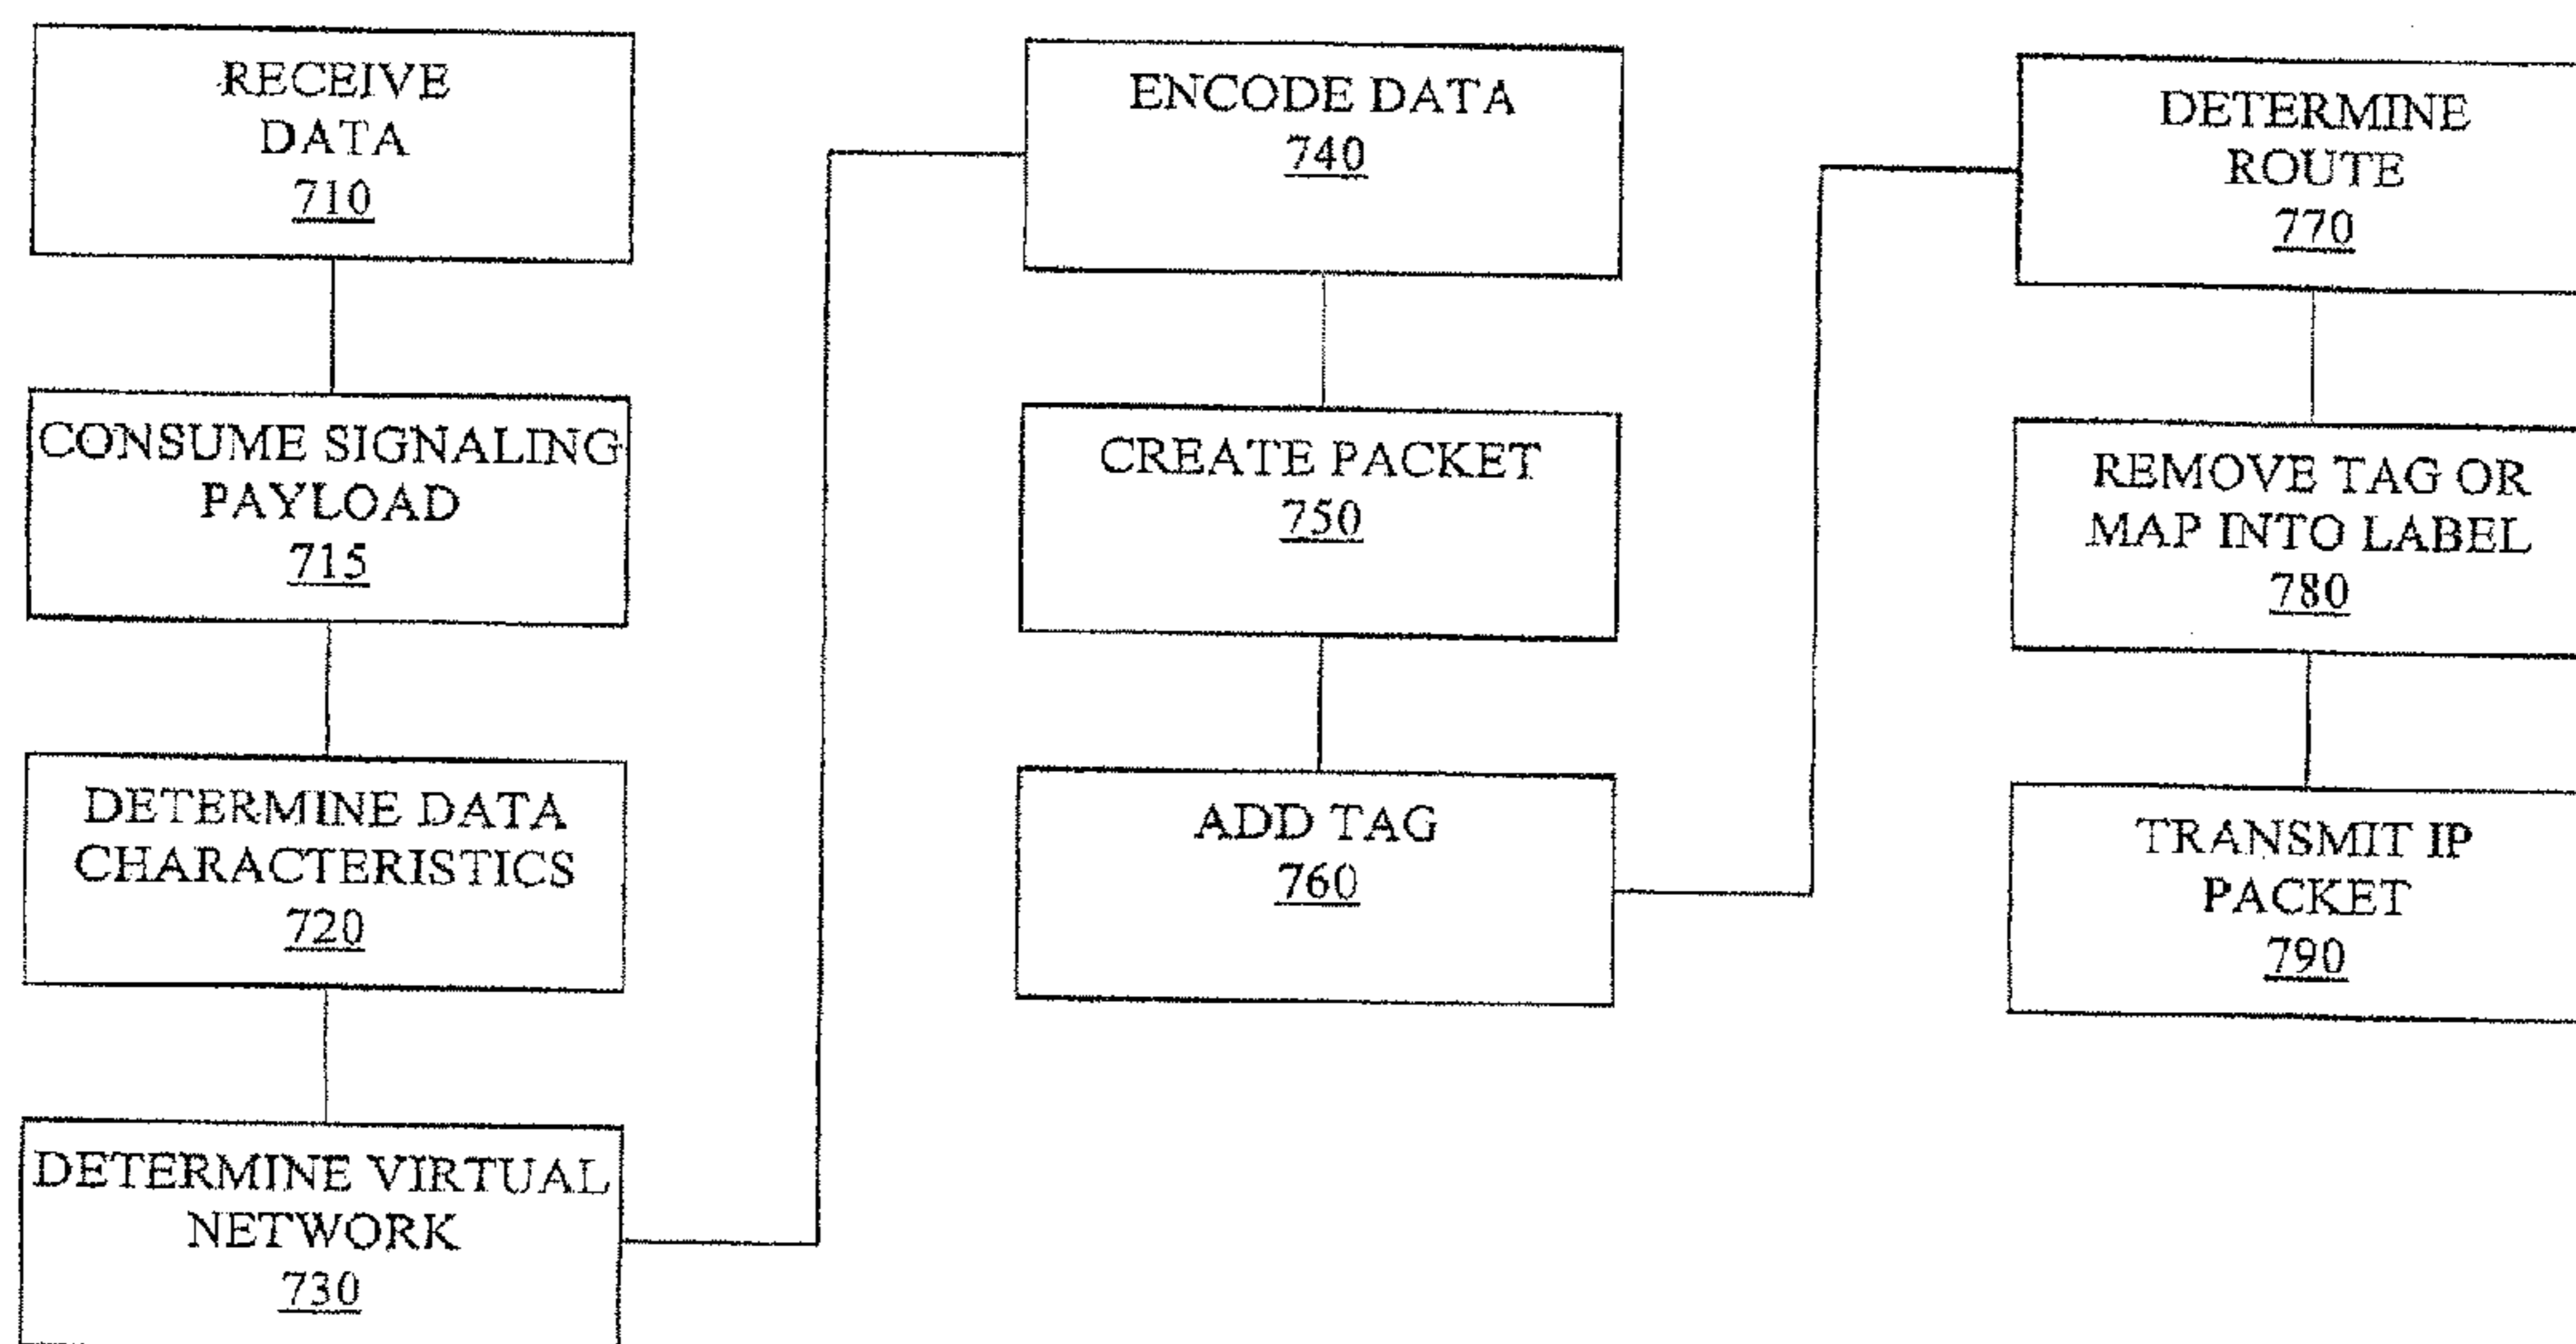 RECEIVE
DATA
710
CONSUME SIGNALING
PAYLOAD
715
DETERMINE DATA
CHARACTERISTICS
720
DETERMINE VIRTUAL
NETWORK
730
ENCODE DATA
740
CREATE PACKET
750
ADD TAG
760
DETERMINE
ROUTE
770
REMOVE TAG OR
MAP INTO LABEL
780
TRANSMIT IP
PACKET
790